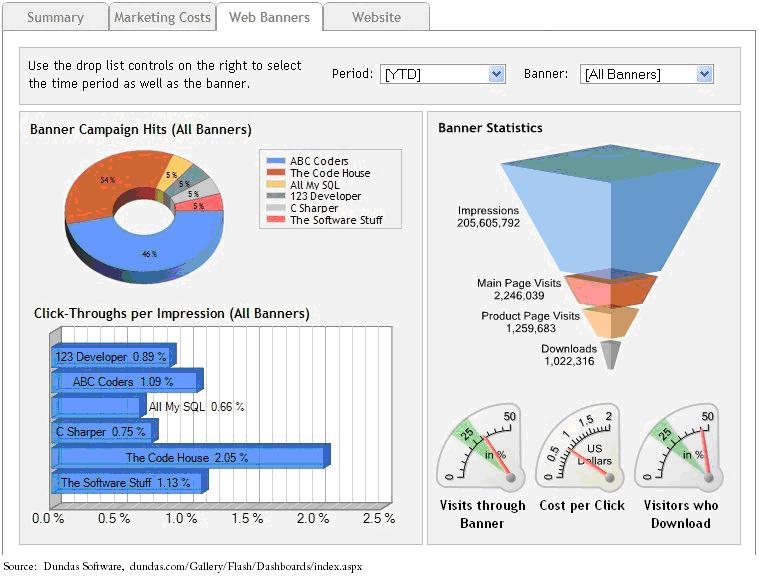 Summary
Marketing Costs
Web Banners
Website
Use the drop list controls on the right to select
the time period as well as the banner.
Period:
[YTD]
Banner:
[All Banners]
Banner Campaign Hits (All Banners)
34 %
5 %
5 %
5 %
5 %
46 %
ABC Coders
The Code House
All My SQL
123 Developer
C Sharper
The Software Stuff
Click-Throughs per Impression (All Banners)
123 Developer 0.89 %
ABC Coders 1.09 %
All My SQL 0.66 %
C Sharper 0.75 %
The Code House 2.05 %
The Software Stuff 1.13 %
0.0 % 0.5 % 1.0 % 1.5 % 2.0 % 2.5 %
Banner Statistics
Impressions
205,605,792
Main Page Visits
2,246,039
Product Page Visits
1,259,683
Downloads
1,022,316
0 25 50
in %
Visits through
Banner
0 0.5 1 1.5 2
US
Dollars
Cost per Click
0 25 50
in %
Visitors who
Download
Source: Dundas Software, dundas.com/Gallery/Flash/Dashboards/index.aspx